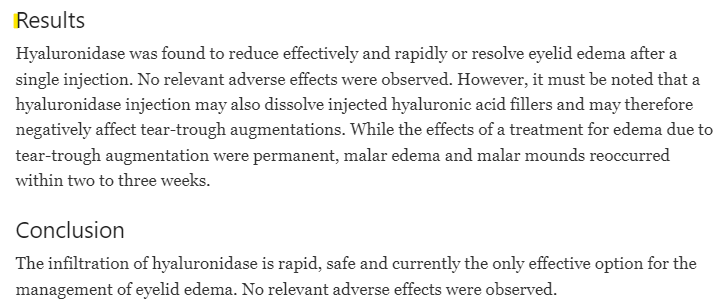 Results
Hyaluronidase was found to reduce effectively and rapidly or resolve eyelid edema after a
single injection. No relevant adverse effects were observed. However, it must be noted that a
hyaluronidase injection may also dissolve injected hyaluronic acid fillers and may therefore
negatively affect tear-trough augmentations. While the effects of a treatment for edema due to
tear-trough augmentation were permanent, malar edema and malar mounds reoccurred
within two to three weeks.
Conclusion
The infiltration of hyaluronidase is rapid, safe and currently the only effective option for the
management of eyelid edema. No relevant adverse effects were observed.